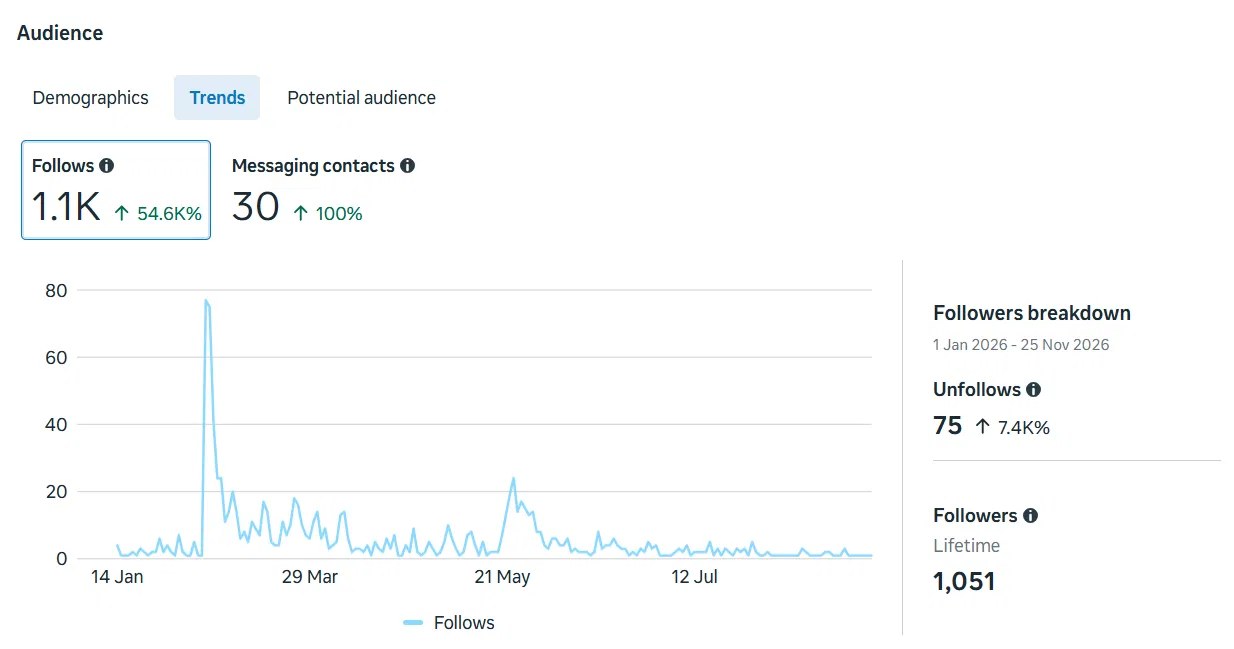 Audience
Demographics Trends Potential audience
Follows Messaging contacts
1.1K ↑ 54.6K% 30 ↑ 100%
80
60
40
20
0
14 Jan 29 Mar 21 May 12 Jul
Follows
Followers breakdown
1 Jan 2026 - 25 Nov 2026
Unfollows
75 ↑ 7.4K%
Followers
Lifetime
1,051